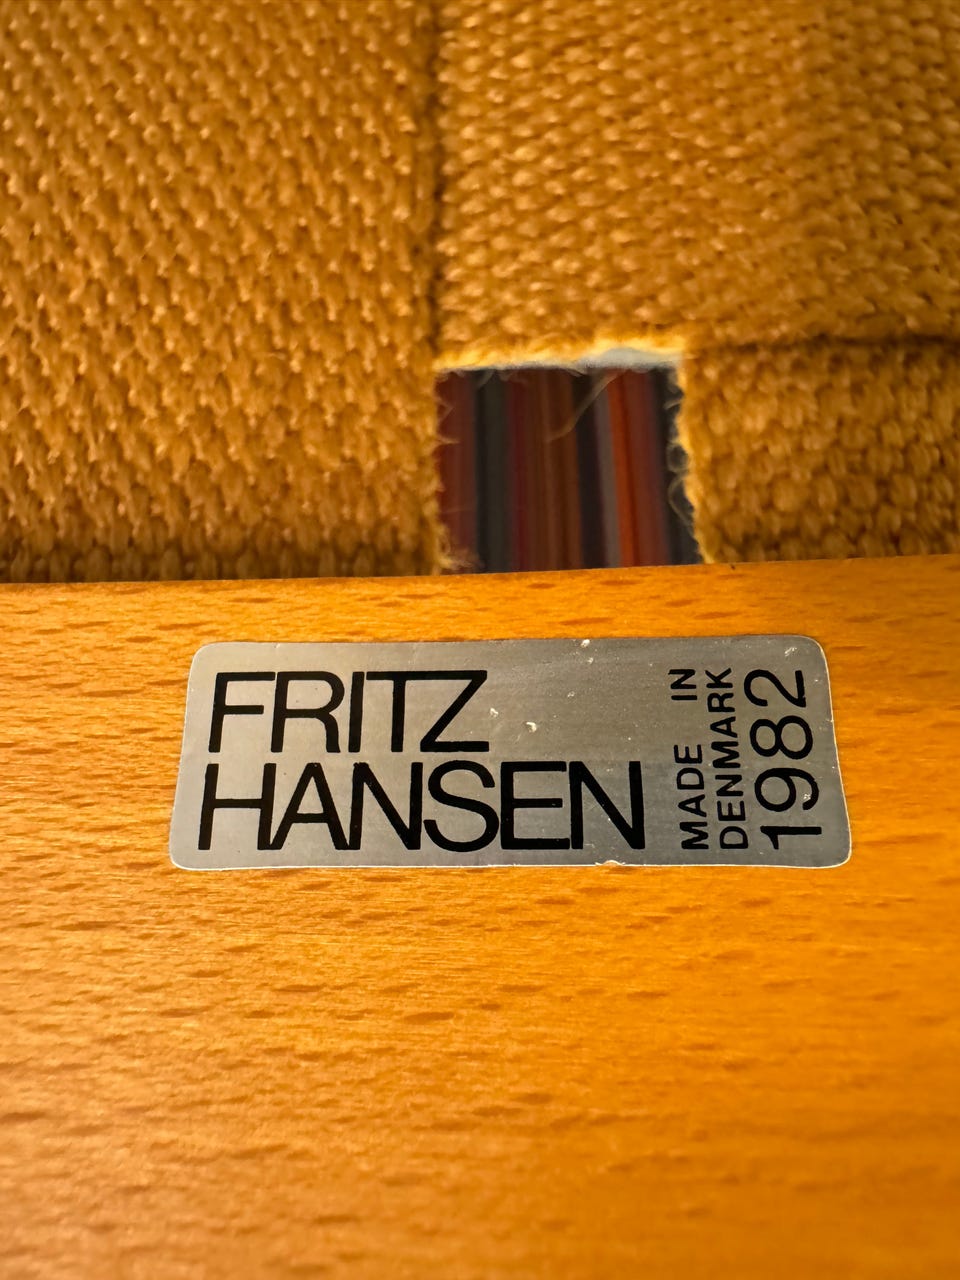 FRITZ
HANSEN
MADE IN
DENMARK
1982